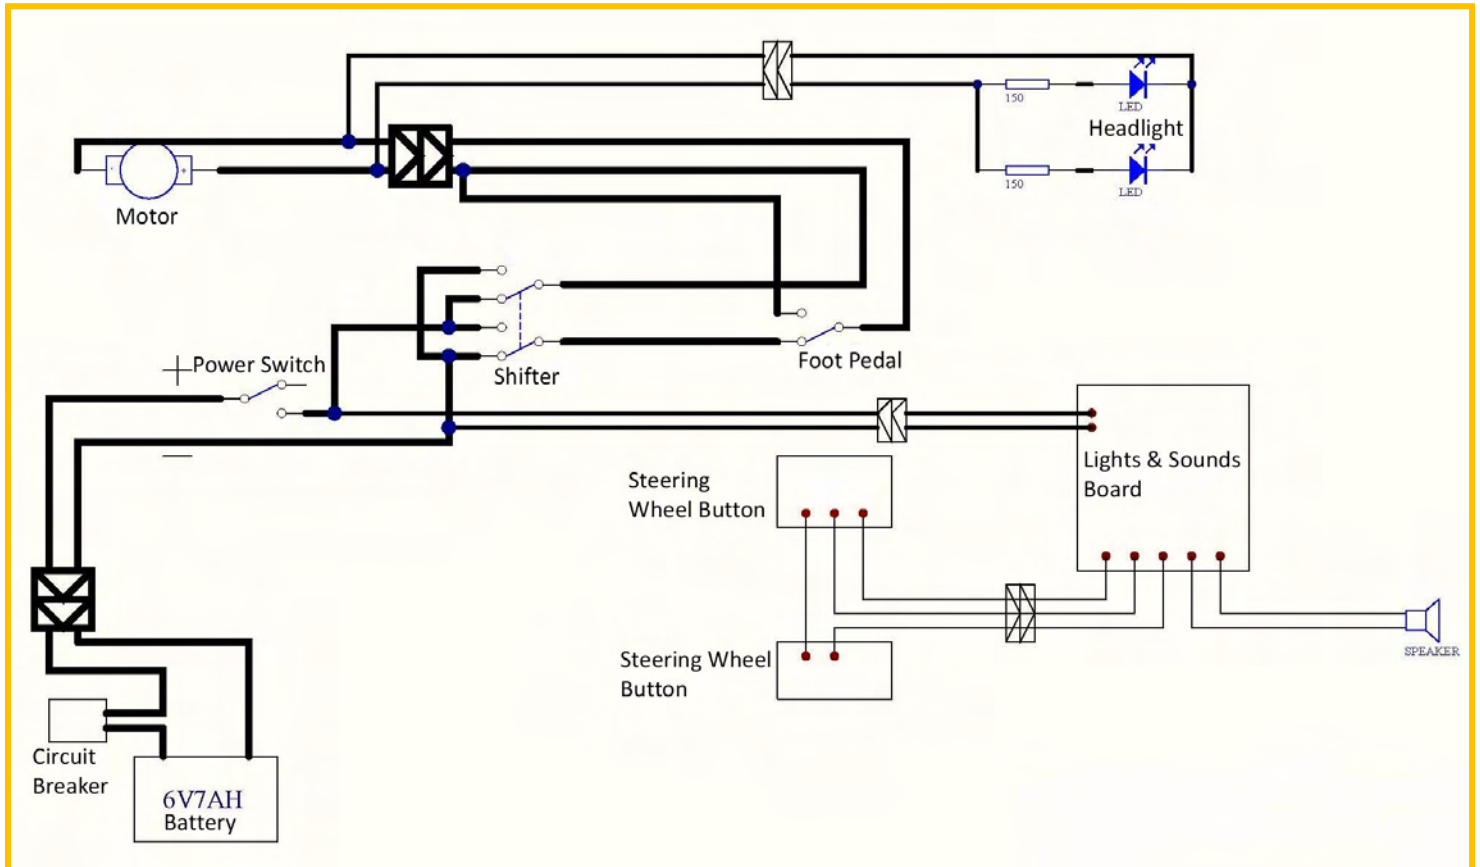 150
LED
Headlight
150
LED
- +
Motor
+ Power Switch
Shifter
Foot Pedal
—
Steering
Wheel Button
Lights & Sounds
Board
Steering Wheel
Button
SPEAKER
Circuit
Breaker
6V7AH
Battery